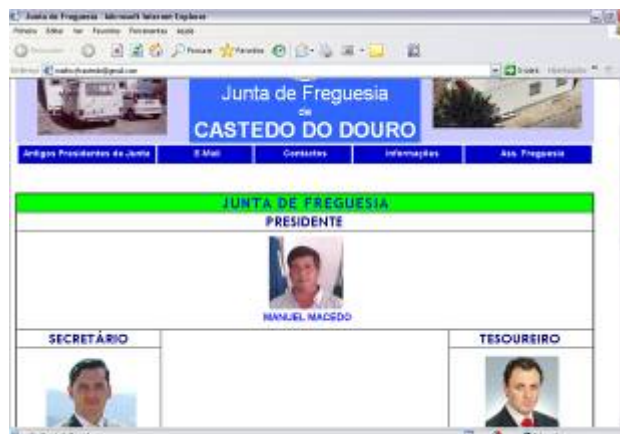 Junta de Freguesia - Microsoft Internet Explorer
Junta de Freguesia
de
CASTEDO DO DOURO
Antigos Presidentes da Junta E-Mail Contactos Informações Ass. Freguesia
JUNTA DE FREGUESIA
PRESIDENTE
MANUEL MACEDO
SECRETÁRIO
TESOUREIRO